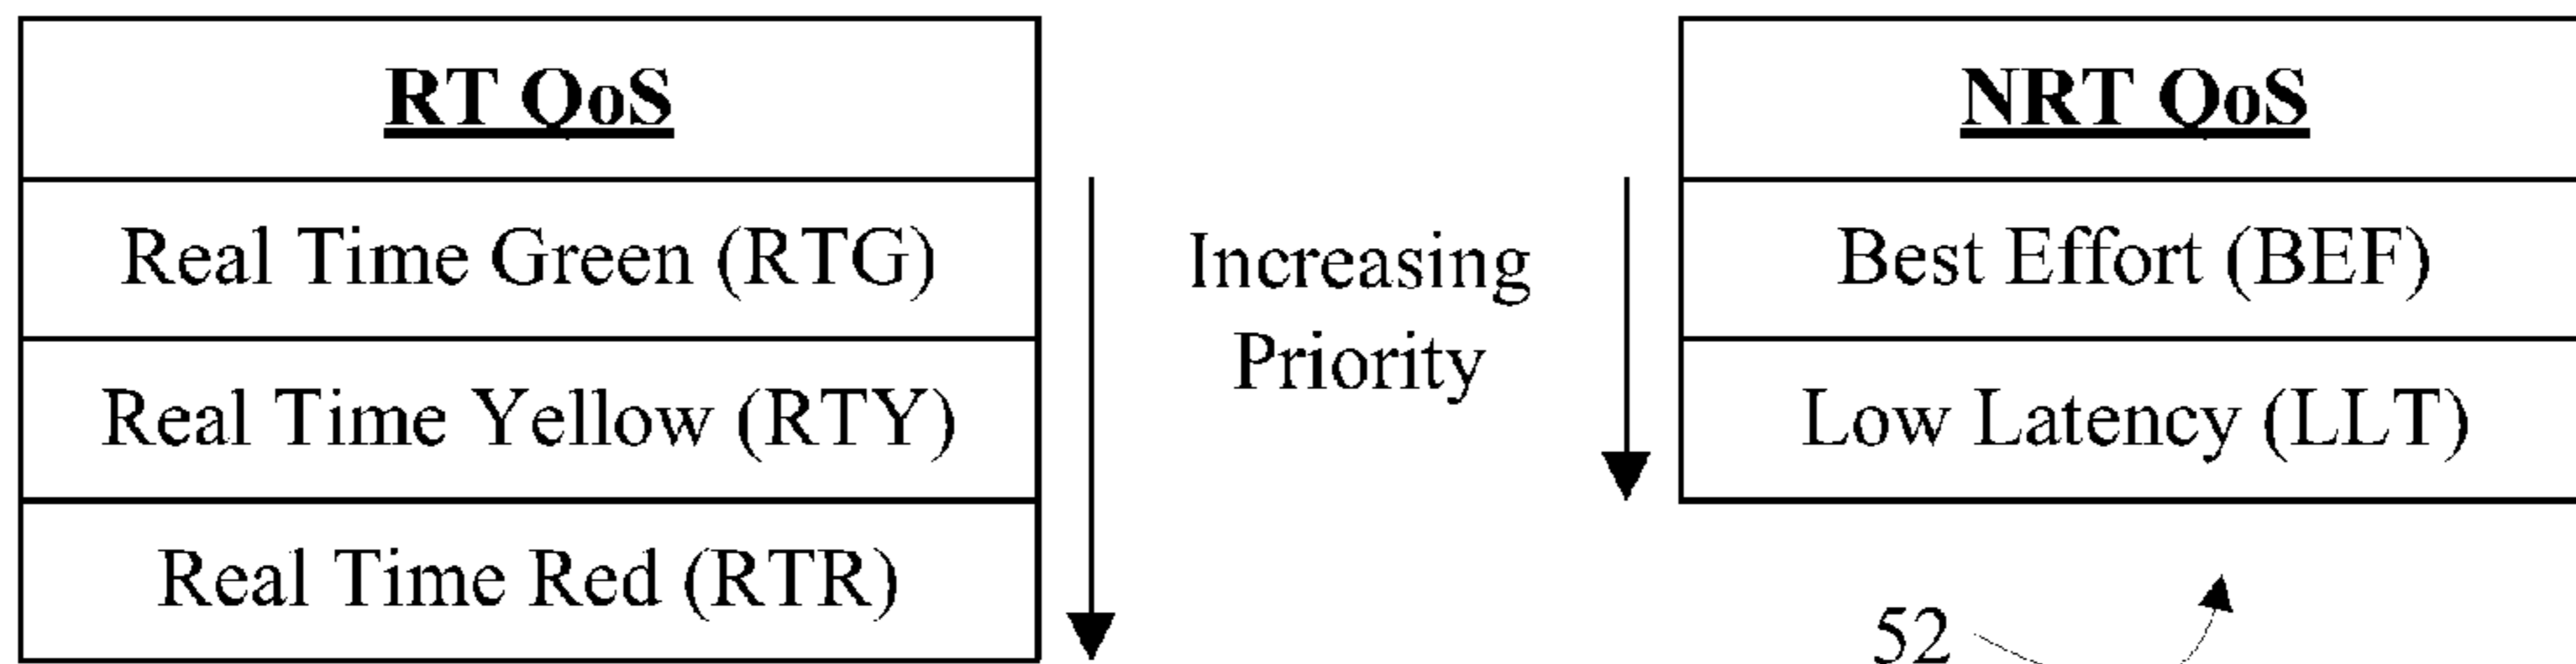 RT QoS
Real Time Green (RTG)
Real Time Yellow (RTY)
Real Time Red (RTR)
Increasing
Priority
NRT QoS
Best Effort (BEF)
Low Latency (LLT)
52